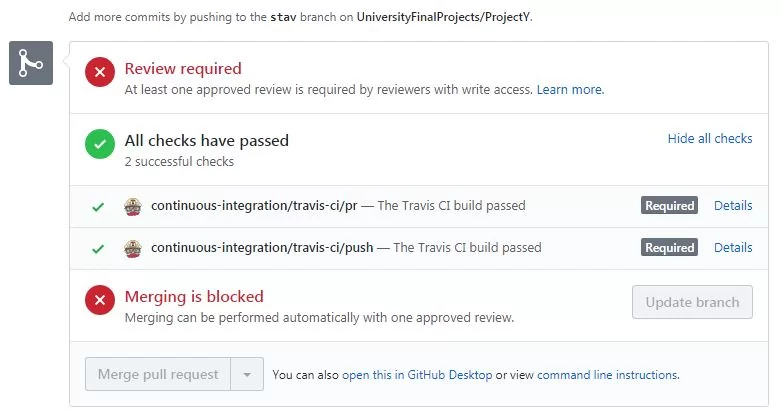 Add more commits by pushing to the stav branch on UniversityFinalProjects/ProjectY.
Review required
At least one approved review is required by reviewers with write access. Learn more.
All checks have passed
Hide all checks
2 successful checks
continuous-integration/travis-ci/pr — The Travis CI build passed Required Details
continuous-integration/travis-ci/push — The Travis CI build passed Required Details
Merging is blocked
Merging can be performed automatically with one approved review.
Update branch
Merge pull request
You can also open this in GitHub Desktop or view command line instructions.